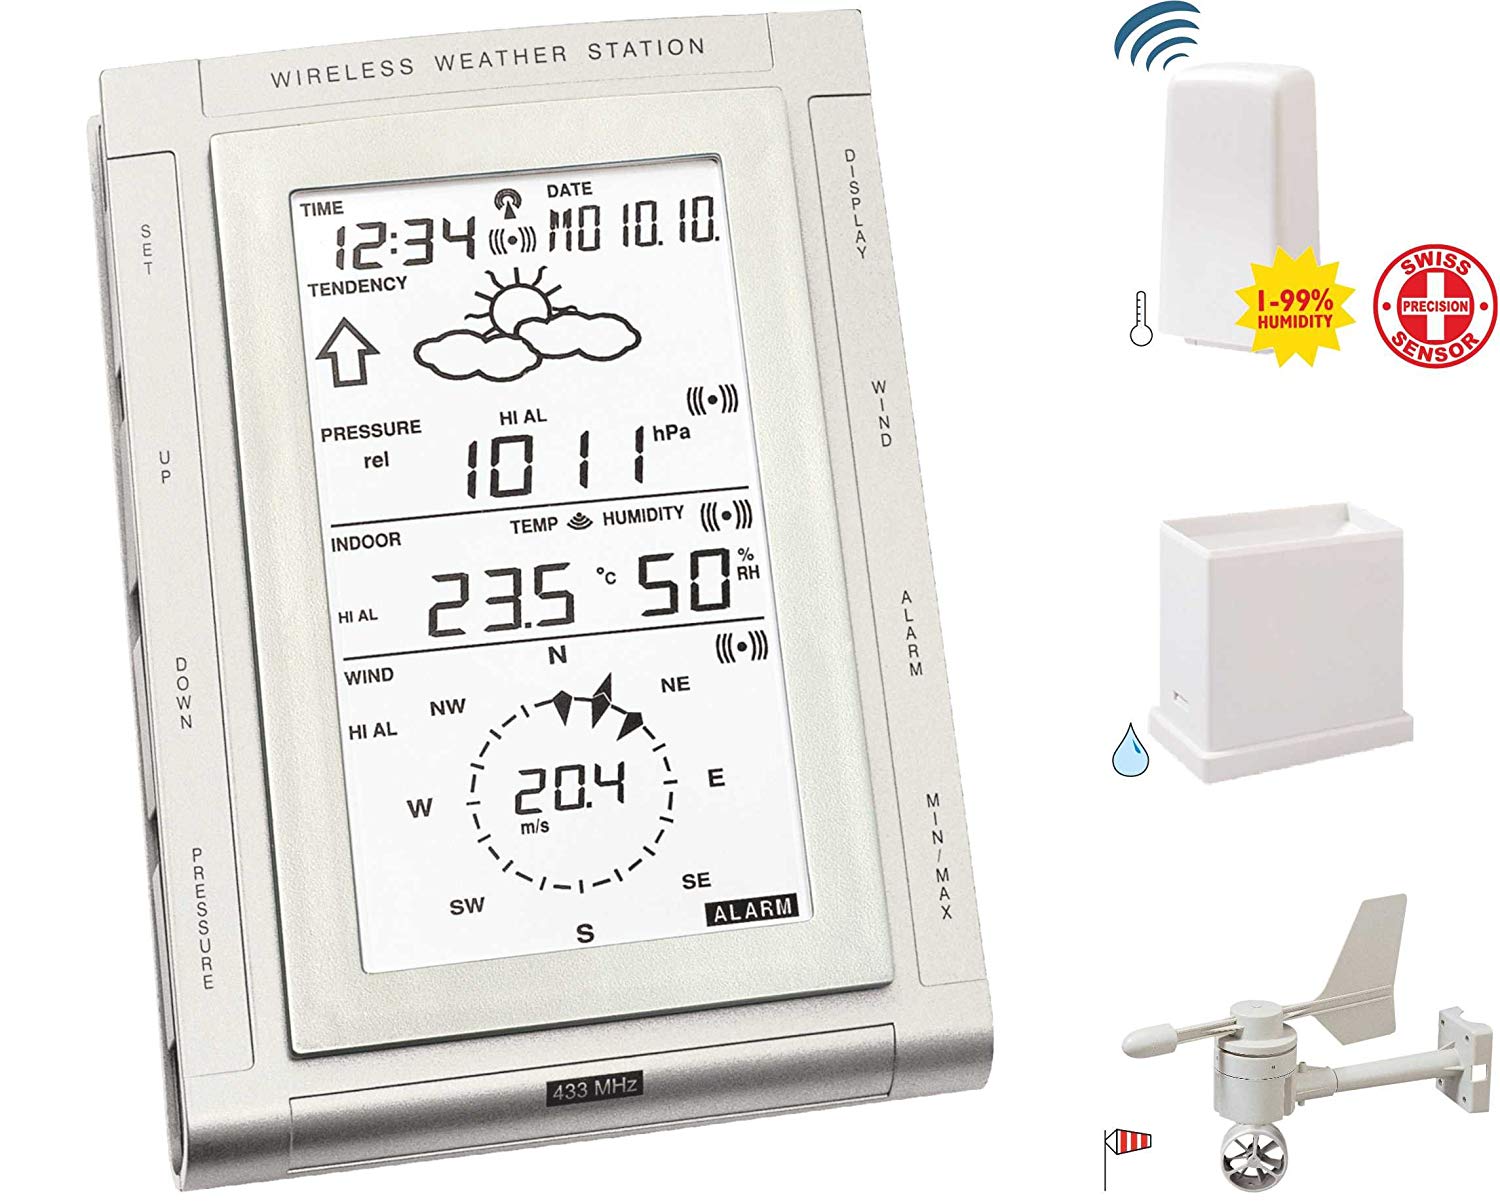 WIRELESS WEATHER STATION
TIME
DATE
12:34
MO 10.10.
TENDENCY
PRESSURE
rel
HI AL
1011 hPa
INDOOR
TEMP
HUMIDITY
HI AL
23.5 °C
50 % RH
WIND
HI AL
N
NW
NE
W
E
20.4
m/s
SW
SE
S
ALARM
SET
UP
DOWN
PRESSURE
DISPLAY
WIND
ALARM
MIN/MAX
433 MHz
1-99%
HUMIDITY
SWISS
PRECISION
SENSOR